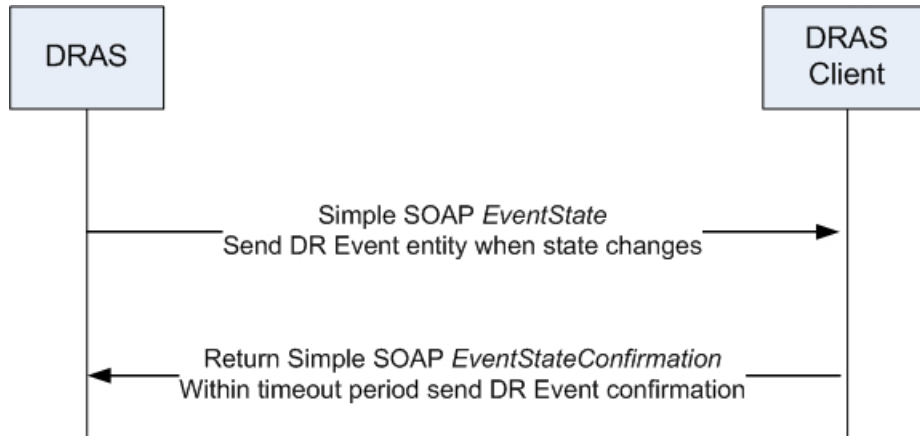 DRAS
DRAS
Client
Simple SOAP EventState
Send DR Event entity when state changes
Return Simple SOAP EventStateConfirmation
Within timeout period send DR Event confirmation